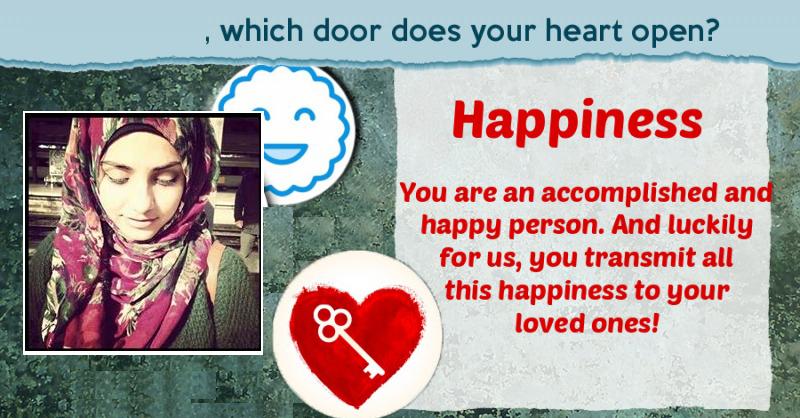 , which door does your heart open?
Happiness
You are an accomplished and
happy person. And luckily
for us, you transmit all
this happiness to your
loved ones!